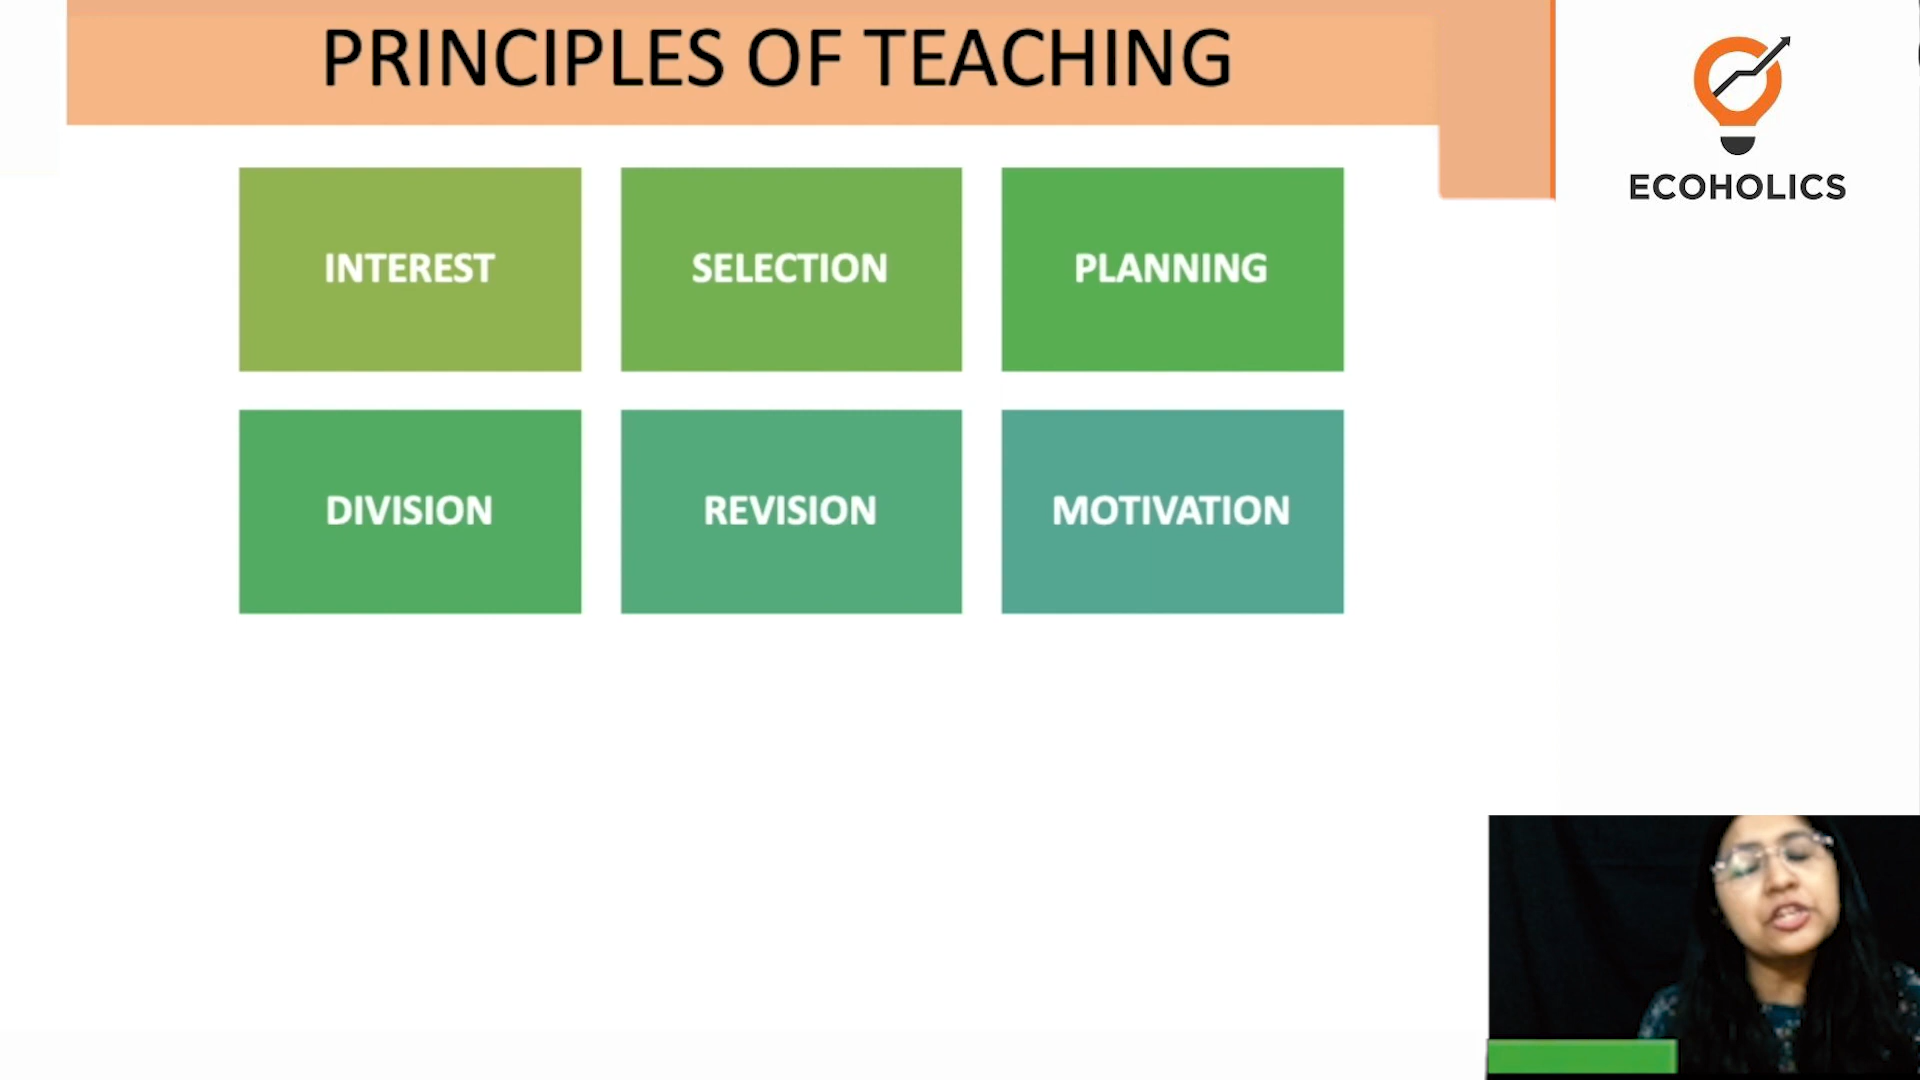 PRINCIPLES OF TEACHING
ECOHOLICS
INTEREST
SELECTION
PLANNING
DIVISION
REVISION
MOTIVATION